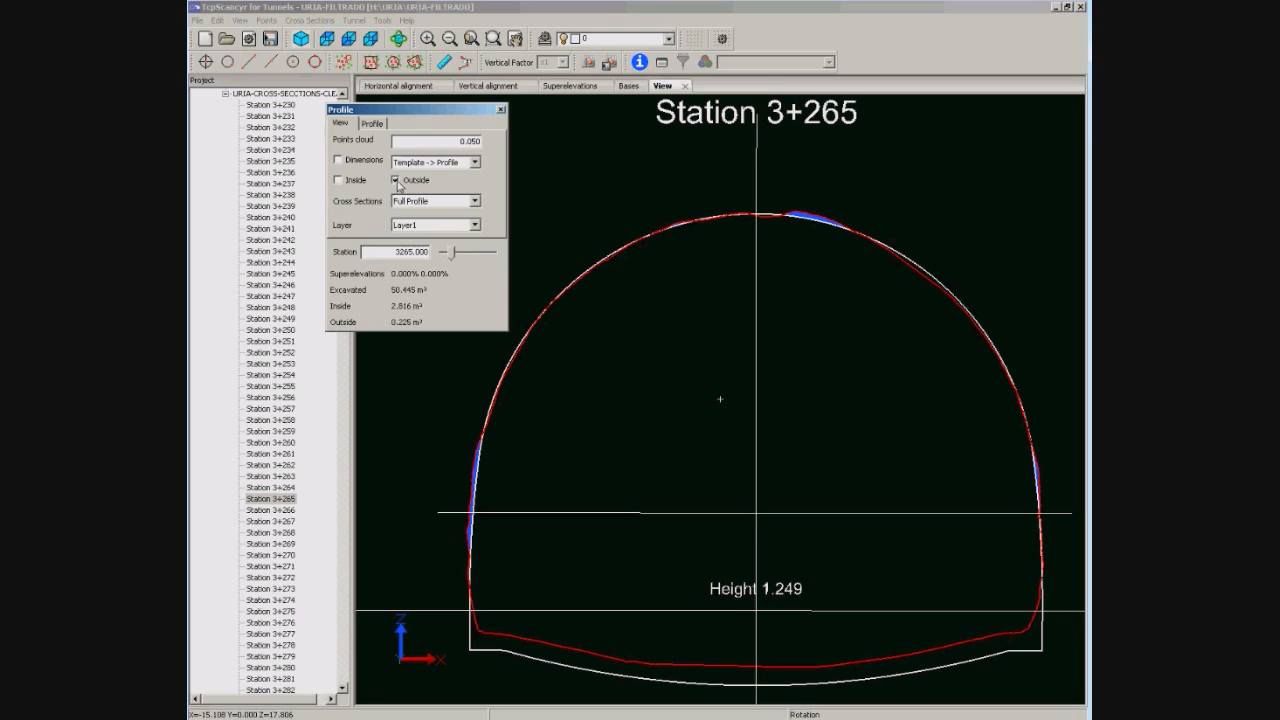 TcpScancyr for Tunnels - URIA-FILTRADO [H:\URIA\URIA-FILTRADO]
File Edit View Points Cross Sections Tunnel Tools Help
0
Vertical Factor x1
Project
Horizontal alignment Vertical alignment Superelevations Bases View
URIA-CROSS-SECCTIONS-CLE
Station 3+230
Station 3+231
Station 3+232
Station 3+233
Station 3+234
Station 3+235
Station 3+236
Station 3+237
Station 3+238
Station 3+239
Station 3+240
Station 3+241
Station 3+242
Station 3+243
Station 3+244
Station 3+245
Station 3+246
Station 3+247
Station 3+248
Station 3+249
Station 3+250
Station 3+251
Station 3+252
Station 3+253
Station 3+254
Station 3+255
Station 3+256
Station 3+257
Station 3+258
Station 3+259
Station 3+260
Station 3+261
Station 3+262
Station 3+263
Station 3+264
Station 3+265
Station 3+266
Station 3+267
Station 3+268
Station 3+269
Station 3+270
Station 3+271
Station 3+272
Station 3+273
Station 3+274
Station 3+275
Station 3+276
Station 3+277
Station 3+278
Station 3+279
Station 3+280
Station 3+281
Station 3+282
Profile
View Profile
Points cloud 0.050
Dimensions Template -> Profile
Inside Outside
Cross Sections Full Profile
Layer Layer1
Station 3265.000
Superelevations 0.000% 0.000%
Excavated 50.445 m³
Inside 2.816 m³
Outside 0.225 m³
Station 3+265
Height 1.249
Z
Y X
X=-15.108 Y=0.000 Z=17.806
Rotation